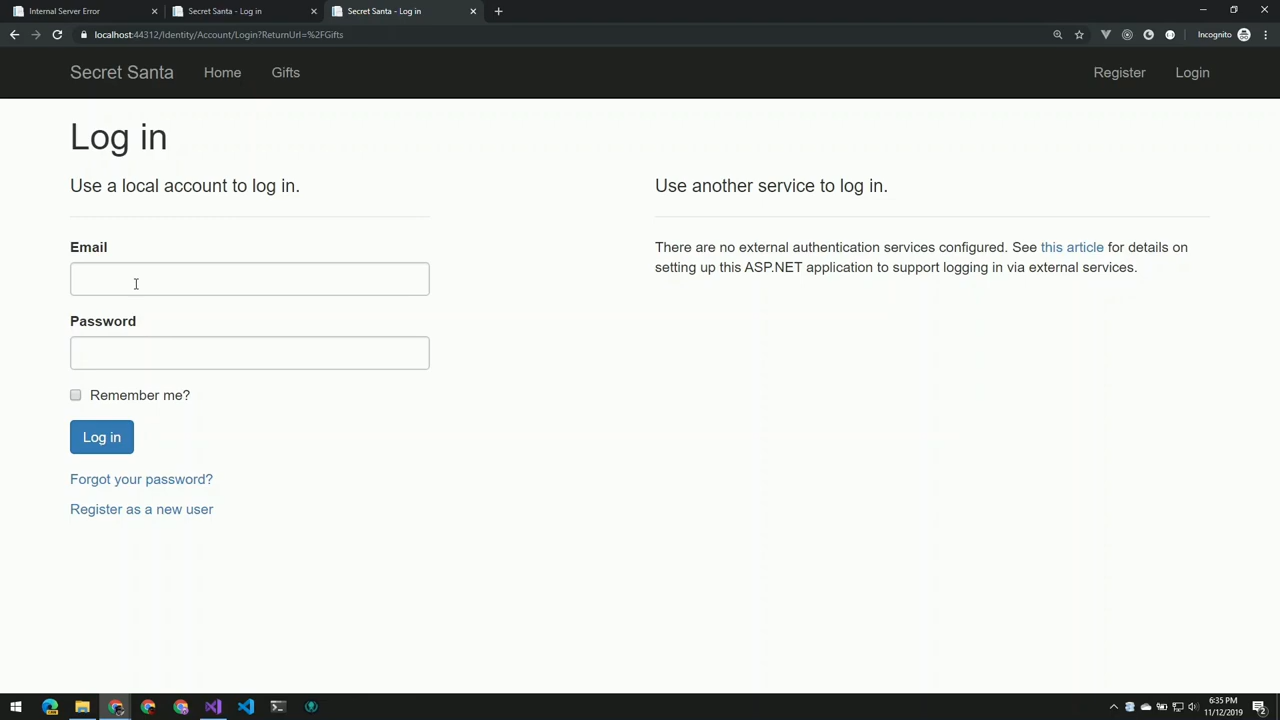 Internal Server Error
Secret Santa - Log in
Secret Santa - Log in
localhost:44312/Identity/Account/Login?ReturnUrl=%2FGifts
Incognito
Secret Santa Home Gifts Register Login
Log in
Use a local account to log in.
Email
Password
Remember me?
Log in
Forgot your password?
Register as a new user
Use another service to log in.
There are no external authentication services configured. See this article for details on
setting up this ASP.NET application to support logging in via external services.
6:35 PM
11/12/2019
2